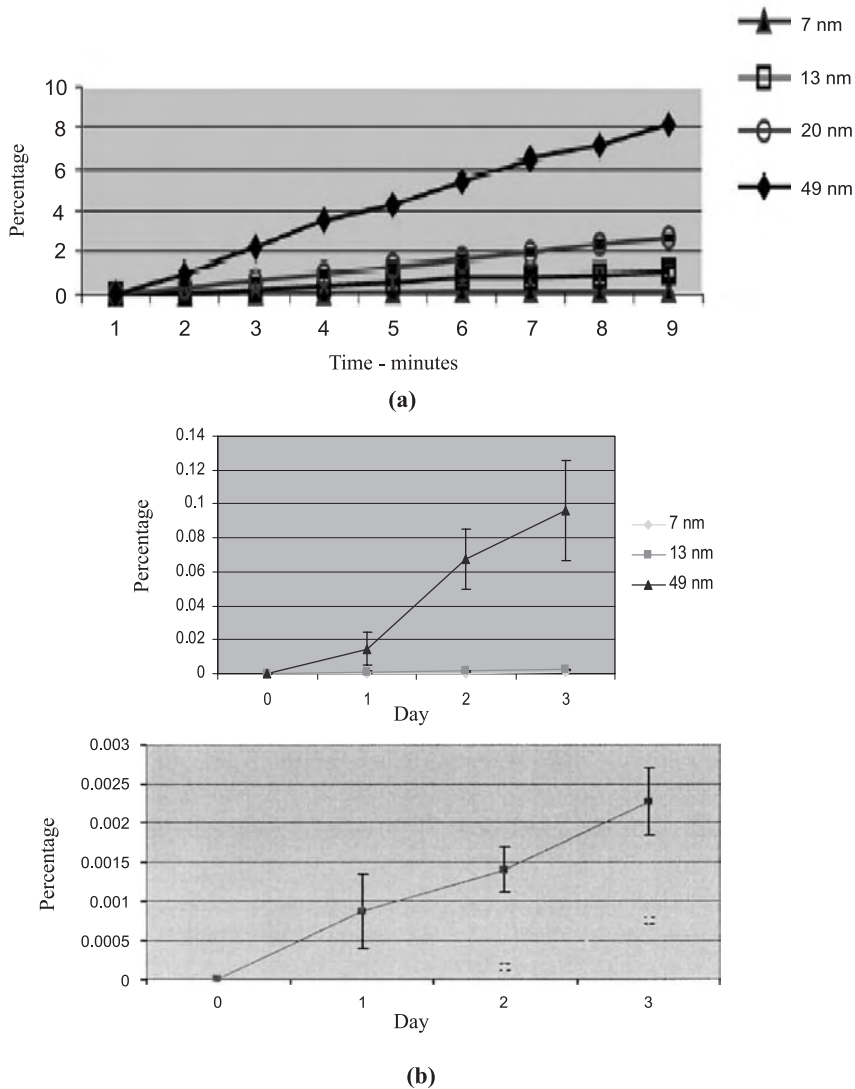 7 nm
13 nm
20 nm
49 nm
10
8
6
4
2
0
Percentage
1 2 3 4 5 6 7 8 9
Time - minutes
(a)
0.14
0.12
0.1
0.08
0.06
0.04
0.02
0
Percentage
7 nm
13 nm
49 nm
0 1 2 3
Day
0.003
0.0025
0.002
0.0015
0.001
0.0005
0
Percentage
0 1 2 3
Day
(b)